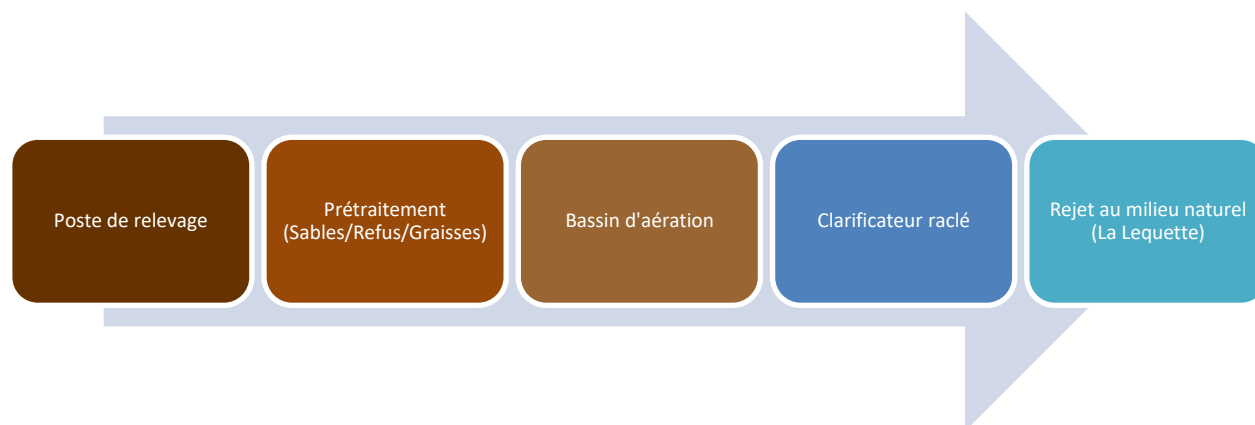 Poste de relevage
Prétraitement
(Sables/Refus/Graisses)
Bassin d'aération
Clarificateur raclé
Rejet au milieu naturel
(La Lequette)